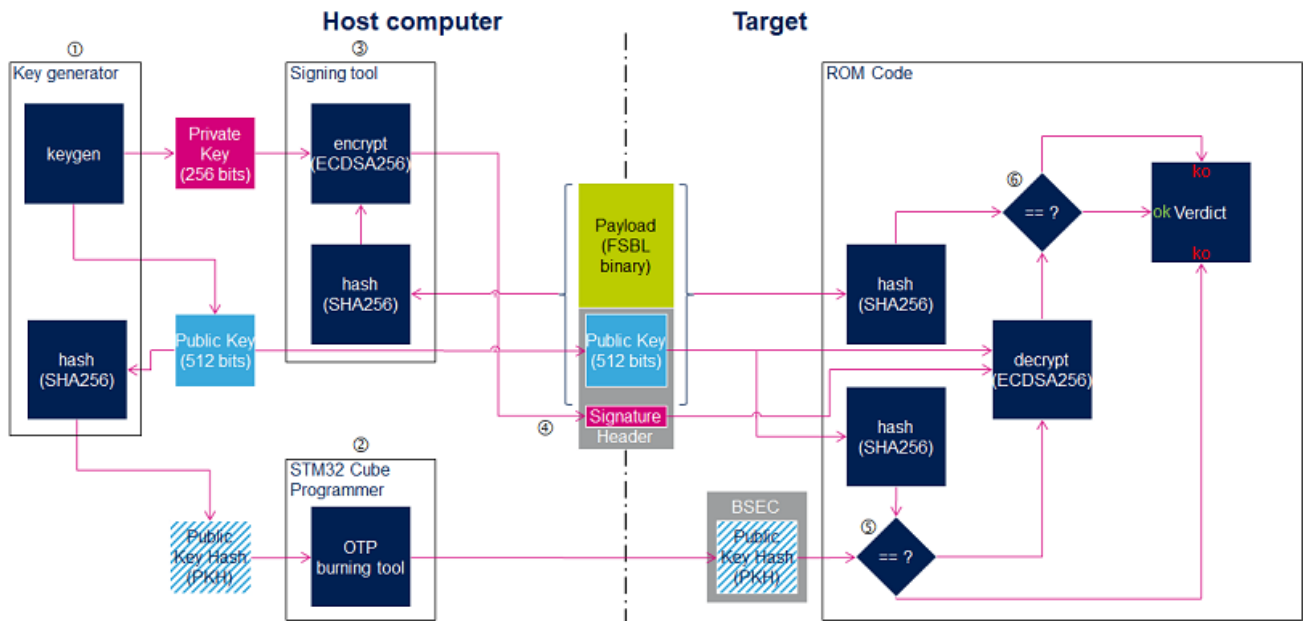 Host computer
Target
①
Key generator
keygen
Private
Key
(256 bits)
hash
(SHA256)
Public Key
(512 bits)
Public
Key Hash
(PKH)
③
Signing tool
encrypt
(ECDSA256)
hash
(SHA256)
②
STM32 Cube
Programmer
OTP
burning tool
Payload
(FSBL
binary)
Public Key
(512 bits)
④
Signature
Header
BSEC
Public
Key Hash
(PKH)
ROM Code
hash
(SHA256)
hash
(SHA256)
⑤
== ?
⑥
== ?
decrypt
(ECDSA256)
ko
ok Verdict
ko